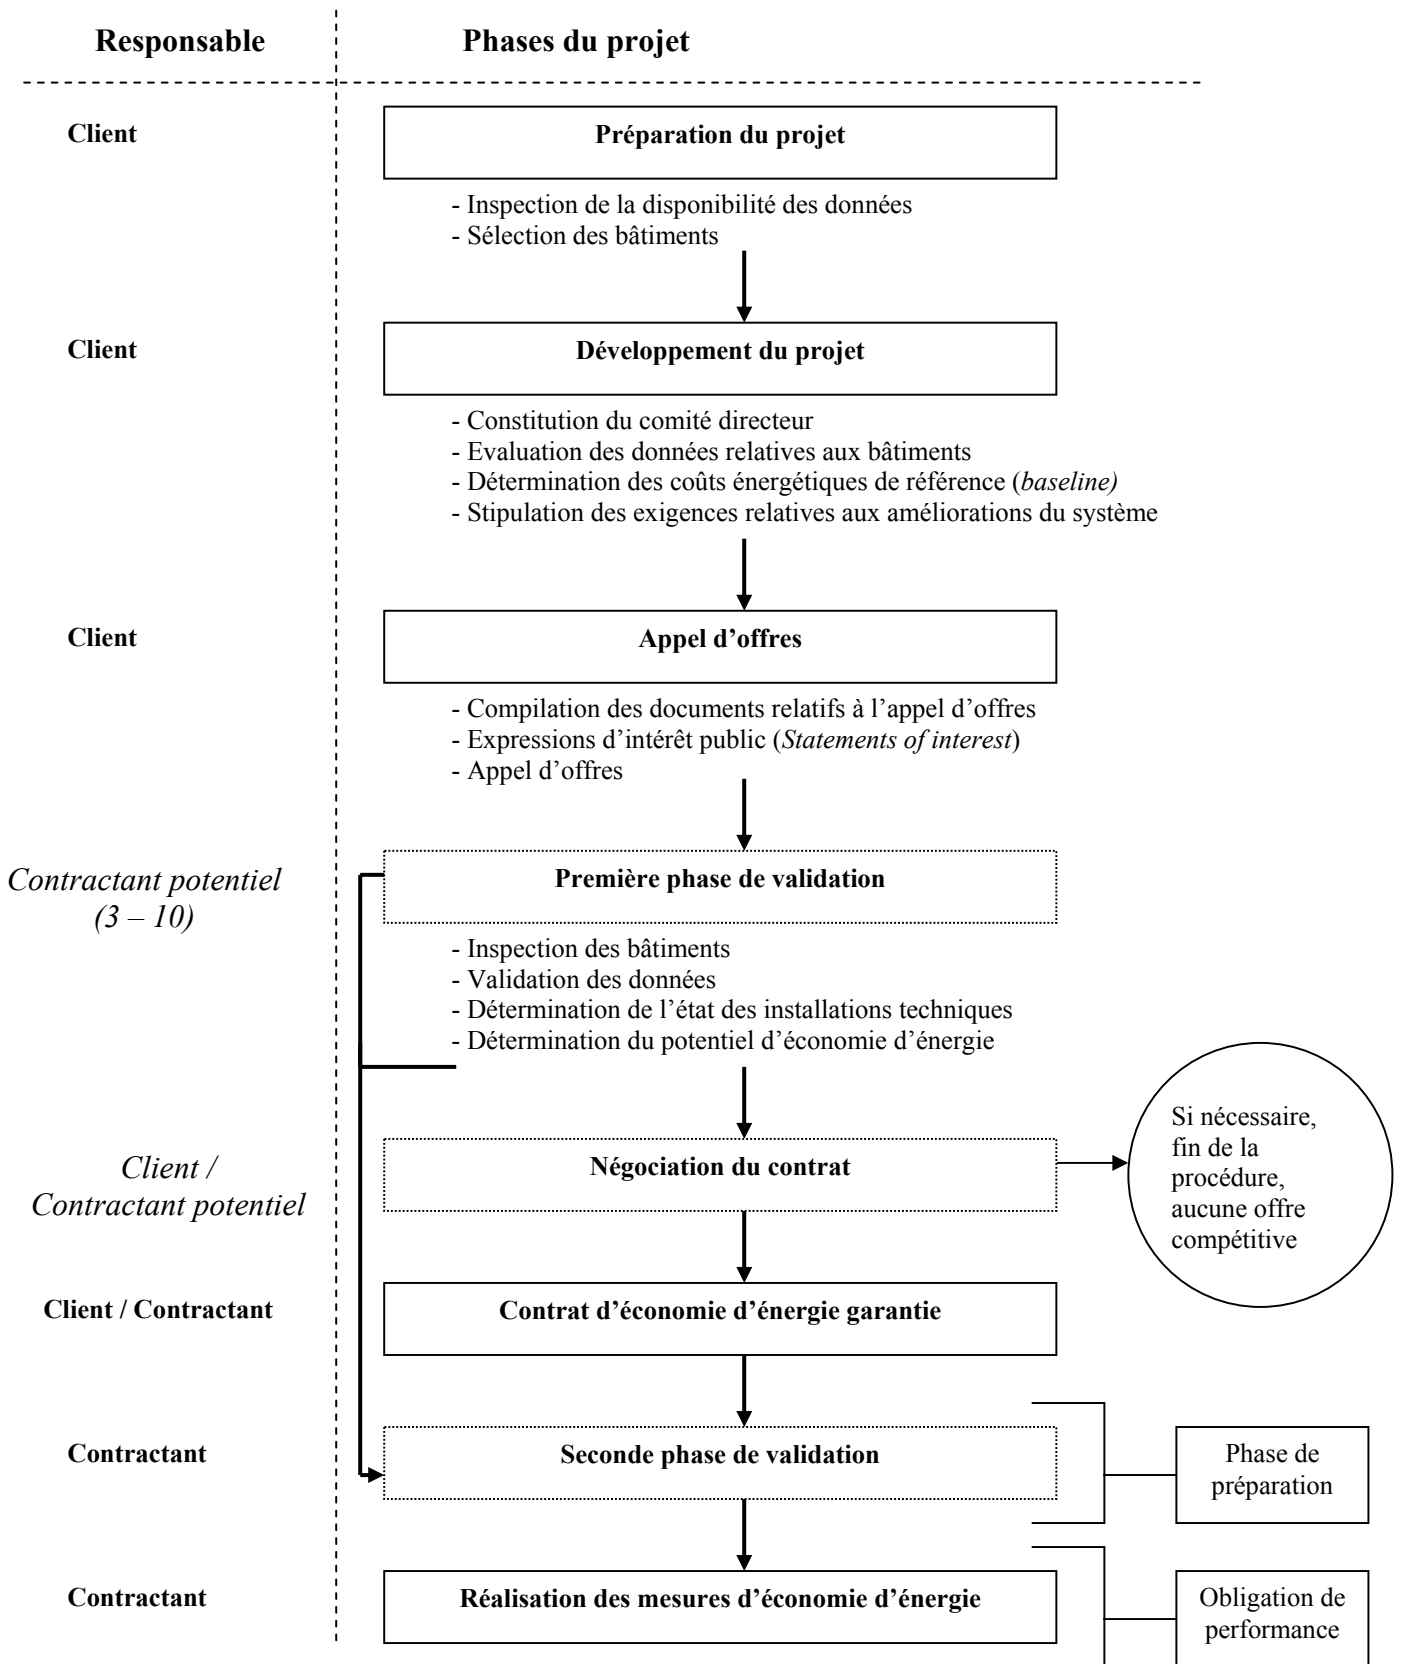 Responsable
Phases du projet
Client
Préparation du projet
- Inspection de la disponibilité des données
- Sélection des bâtiments
Client
Développement du projet
- Constitution du comité directeur
- Evaluation des données relatives aux bâtiments
- Détermination des coûts énergétiques de référence (baseline)
- Stipulation des exigences relatives aux améliorations du système
Client
Appel d’offres
- Compilation des documents relatifs à l’appel d’offres
- Expressions d’intérêt public (Statements of interest)
- Appel d’offres
Contractant potentiel
(3 – 10)
Première phase de validation
- Inspection des bâtiments
- Validation des données
- Détermination de l’état des installations techniques
- Détermination du potentiel d’économie d’énergie
Client /
Contractant potentiel
Négociation du contrat
Si nécessaire,
fin de la
procédure,
aucune offre
compétitive
Client / Contractant
Contrat d’économie d’énergie garantie
Contractant
Seconde phase de validation
Phase de
préparation
Contractant
Réalisation des mesures d’économie d’énergie
Obligation de
performance